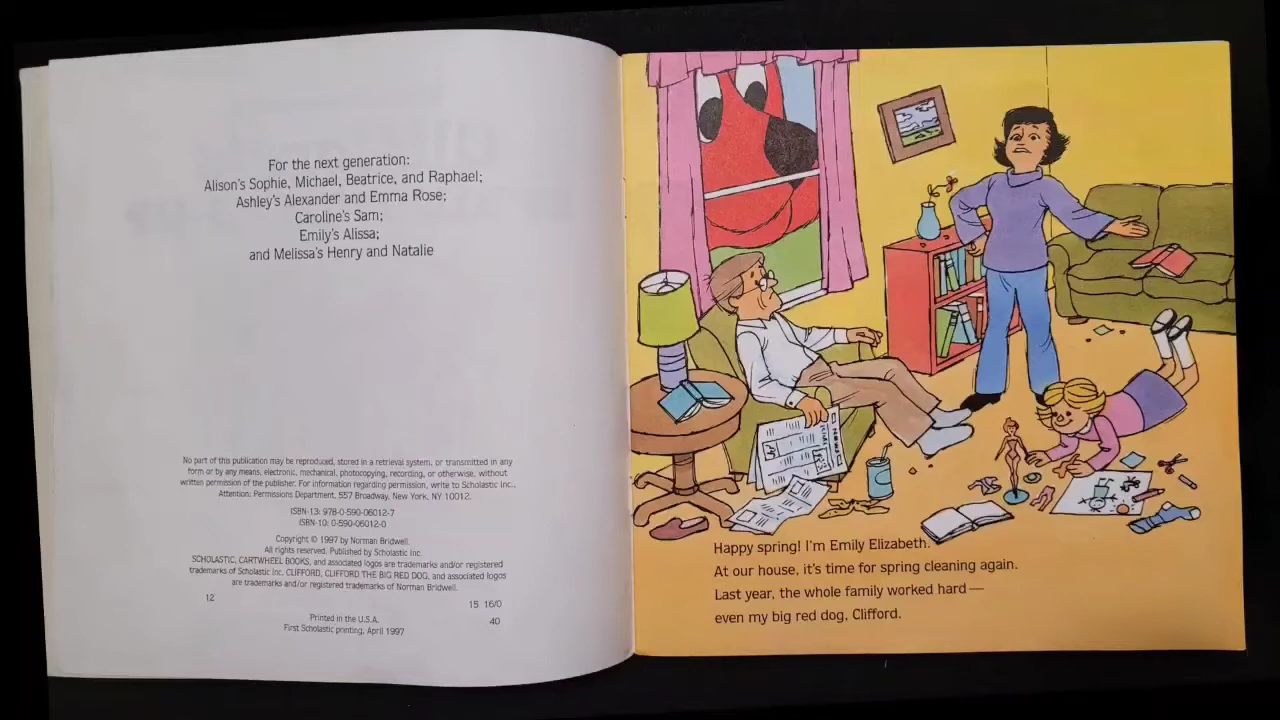 For the next generation:
Alison's Sophie, Michael, Beatrice, and Raphael;
Ashley's Alexander and Emma Rose;
Caroline's Sam;
Emily's Alissa;
and Melissa's Henry and Natalie
No part of this publication may be reproduced, stored in a retrieval system, or transmitted in any
form or by any means, electronic, mechanical, photocopying, recording, or otherwise, without
written permission of the publisher. For information regarding permission, write to Scholastic Inc.,
Attention: Permissions Department, 557 Broadway, New York, NY 10012.
ISBN-13: 978-0-590-06012-7
ISBN-10: 0-590-06012-0
Copyright © 1997 by Norman Bridwell.
All rights reserved. Published by Scholastic Inc.
SCHOLASTIC, CARTWHEEL BOOKS, and associated logos are trademarks and/or registered
trademarks of Scholastic Inc. CLIFFORD, CLIFFORD THE BIG RED DOG, and associated logos
are trademarks and/or registered trademarks of Norman Bridwell.
12 15 16/0
Printed in the U.S.A. 40
First Scholastic printing, April 1997
Happy spring! I'm Emily Elizabeth.
At our house, it's time for spring cleaning again.
Last year, the whole family worked hard—
even my big red dog, Clifford.